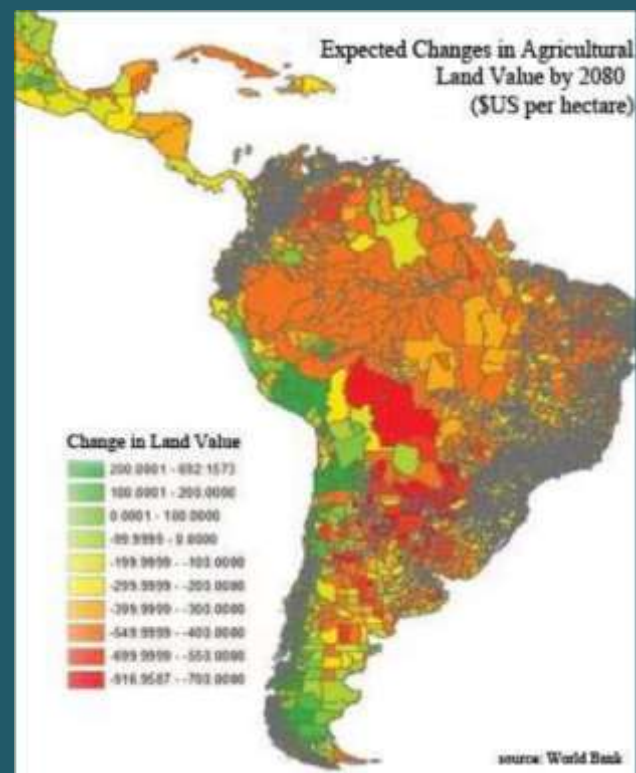 Expected Changes in Agricultural
Land Value by 2080
($US per hectare)
Change in Land Value
200.0001 - 692.1573
100.0001 - 200.0000
0.0001 - 100.0000
-99.9999 - 0.0000
-199.9999 - -100.0000
-299.9999 - -200.0000
-399.9999 - -300.0000
-549.9999 - -400.0000
-699.9999 - -550.0000
-916.9587 - -700.0000
source: World Bank